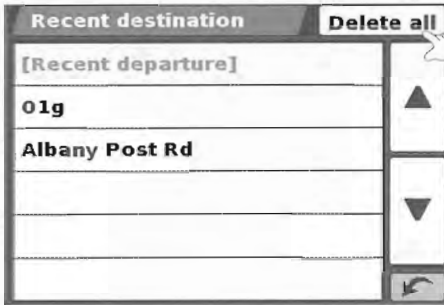 Recent destination Delete all
[Recent departure]
01g
Albany Post Rd